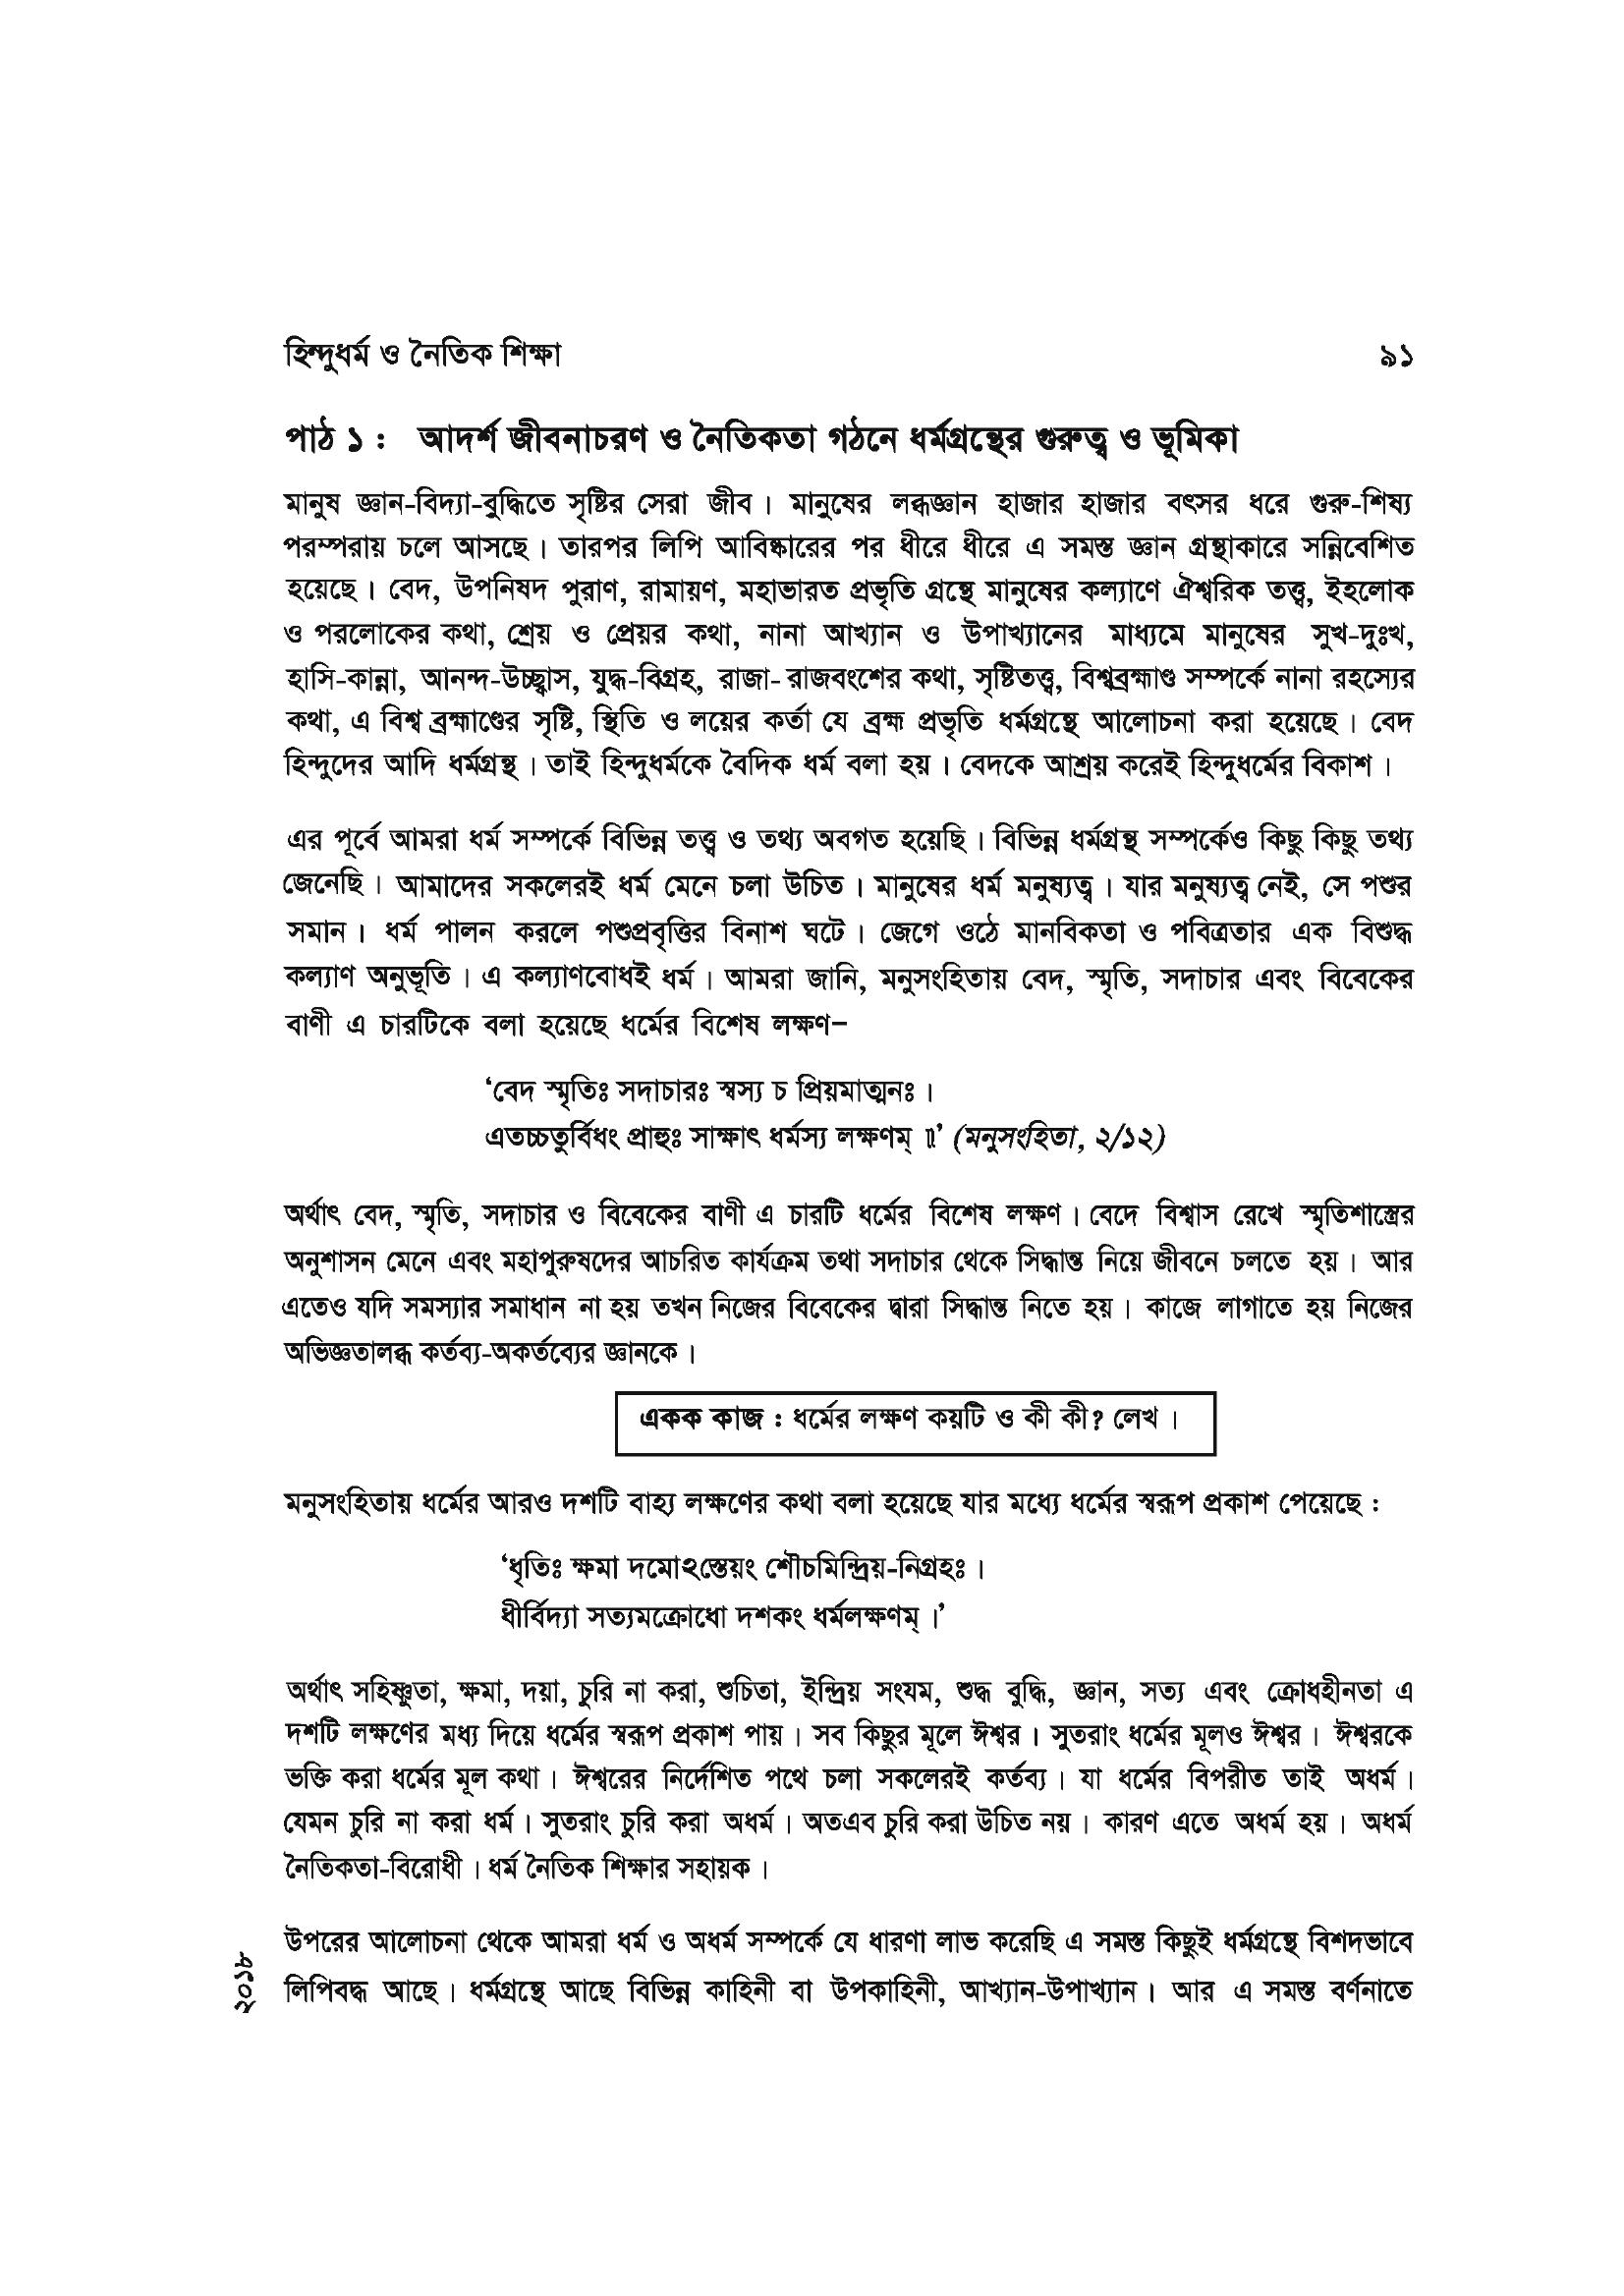 হিন্দুধর্ম ও নৈতিক শিক্ষা ৯১
পাঠ ১ : আদর্শ জীবনাচরণ ও নৈতিকতা গঠনে ধর্মগ্রন্থের গুরুত্ব ও ভূমিকা
মানুষ জ্ঞান-বিদ্যা-বুদ্ধিতে সৃষ্টির সেরা জীব। মানুষের লব্ধজ্ঞান হাজার হাজার বৎসর ধরে গুরু-শিষ্য
পরম্পরায় চলে আসছে। তারপর লিপি আবিষ্কারের পর ধীরে ধীরে এ সমস্ত জ্ঞান গ্রন্থাকারে সন্নিবেশিত
হয়েছে। বেদ, উপনিষদ পুরাণ, রামায়ণ, মহাভারত প্রভৃতি গ্রন্থে মানুষের কল্যাণে ঐশ্বরিক তত্ত্ব, ইহলোক
ও পরলোকের কথা, শ্রেয় ও প্রেয়র কথা, নানা আখ্যান ও উপাখ্যানের মাধ্যমে মানুষের সুখ-দুঃখ,
হাসি-কান্না, আনন্দ-উচ্ছ্বাস, যুদ্ধ-বিগ্রহ, রাজা- রাজবংশের কথা, সৃষ্টিতত্ত্ব, বিশ্বব্রহ্মাণ্ড সম্পর্কে নানা রহস্যের
কথা, এ বিশ্ব ব্রহ্মাণ্ডের সৃষ্টি, স্থিতি ও লয়ের কর্তা যে ব্রহ্ম প্রভৃতি ধর্মগ্রন্থে আলোচনা করা হয়েছে। বেদ
হিন্দুদের আদি ধর্মগ্রন্থ। তাই হিন্দুধর্মকে বৈদিক ধর্ম বলা হয়। বেদকে আশ্রয় করেই হিন্দুধর্মের বিকাশ।
এর পূর্বে আমরা ধর্ম সম্পর্কে বিভিন্ন তত্ত্ব ও তথ্য অবগত হয়েছি। বিভিন্ন ধর্মগ্রন্থ সম্পর্কেও কিছু কিছু তথ্য
জেনেছি। আমাদের সকলেরই ধর্ম মেনে চলা উচিত। মানুষের ধর্ম মনুষ্যত্ব। যার মনুষ্যত্ব নেই, সে পশুর
সমান। ধর্ম পালন করলে পশুপ্রবৃত্তির বিনাশ ঘটে। জেগে ওঠে মানবিকতা ও পবিত্রতার এক বিশুদ্ধ
কল্যাণ অনুভূতি। এ কল্যাণবোধই ধর্ম। আমরা জানি, মনুসংহিতায় বেদ, স্মৃতি, সদাচার এবং বিবেকের
বাণী এ চারটিকে বলা হয়েছে ধর্মের বিশেষ লক্ষণ–
‘বেদ স্মৃতিঃ সদাচারঃ স্বস্য চ প্রিয়মাত্মনঃ।
এতচ্চতুর্বিধং প্রাহুঃ সাক্ষাৎ ধর্মস্য লক্ষণম্ ॥’ (মনুসংহিতা, ২/১২)
অর্থাৎ বেদ, স্মৃতি, সদাচার ও বিবেকের বাণী এ চারটি ধর্মের বিশেষ লক্ষণ। বেদে বিশ্বাস রেখে স্মৃতিশাস্ত্রের
অনুশাসন মেনে এবং মহাপুরুষদের আচরিত কার্যক্রম তথা সদাচার থেকে সিদ্ধান্ত নিয়ে জীবনে চলতে হয়। আর
এতেও যদি সমস্যার সমাধান না হয় তখন নিজের বিবেকের দ্বারা সিদ্ধান্ত নিতে হয়। কাজে লাগাতে হয় নিজের
অভিজ্ঞতালব্ধ কর্তব্য-অকর্তব্যের জ্ঞানকে।
একক কাজ : ধর্মের লক্ষণ কয়টি ও কী কী? লেখ।
মনুসংহিতায় ধর্মের আরও দশটি বাহ্য লক্ষণের কথা বলা হয়েছে যার মধ্যে ধর্মের স্বরূপ প্রকাশ পেয়েছে :
‘ধৃতিঃ ক্ষমা দমোঽস্তেয়ং শৌচমিন্দ্রিয়-নিগ্রহঃ।
ধীর্বিদ্যা সত্যমক্রোধো দশকং ধর্মলক্ষণম্।’
অর্থাৎ সহিষ্ণুতা, ক্ষমা, দয়া, চুরি না করা, শুচিতা, ইন্দ্রিয় সংযম, শুদ্ধ বুদ্ধি, জ্ঞান, সত্য এবং ক্রোধহীনতা এ
দশটি লক্ষণের মধ্য দিয়ে ধর্মের স্বরূপ প্রকাশ পায়। সব কিছুর মূলে ঈশ্বর। সুতরাং ধর্মের মূলও ঈশ্বর। ঈশ্বরকে
ভক্তি করা ধর্মের মূল কথা। ঈশ্বরের নির্দেশিত পথে চলা সকলেরই কর্তব্য। যা ধর্মের বিপরীত তাই অধর্ম।
যেমন চুরি না করা ধর্ম। সুতরাং চুরি করা অধর্ম। অতএব চুরি করা উচিত নয়। কারণ এতে অধর্ম হয়। অধর্ম
নৈতিকতা-বিরোধী। ধর্ম নৈতিক শিক্ষার সহায়ক।
উপরের আলোচনা থেকে আমরা ধর্ম ও অধর্ম সম্পর্কে যে ধারণা লাভ করেছি এ সমস্ত কিছুই ধর্মগ্রন্থে বিশদভাবে
লিপিবদ্ধ আছে। ধর্মগ্রন্থে আছে বিভিন্ন কাহিনী বা উপকাহিনী, আখ্যান-উপাখ্যান। আর এ সমস্ত বর্ণনাতে
২০১৮